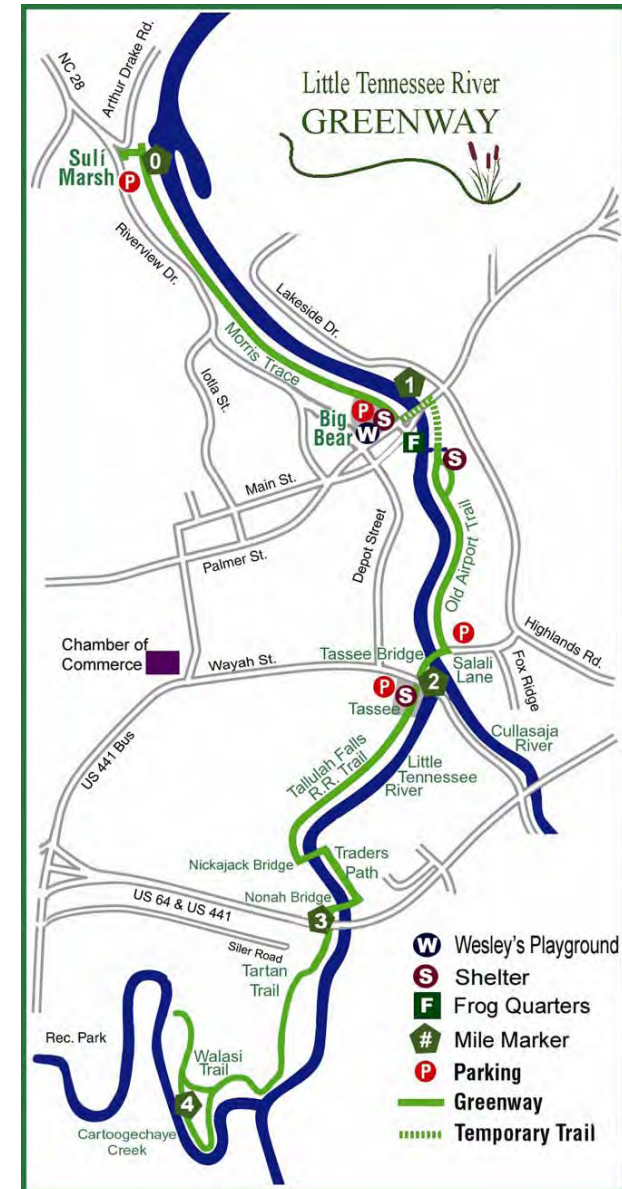 NC 28
Arthur Drake Rd.
Little Tennessee River
GREENWAY
0
Sulí
Marsh
P
Riverview Dr.
Lakeside Dr.
Morris Trace
Iotla St.
1
P
S
Big
Bear
W
F
S
Main St.
Old Airport Trail
Depot Street
Palmer St.
P
Highlands Rd.
Chamber of
Commerce
Tassee Bridge
Salali
Lane
Fox Ridge
Wayah St.
P
S
2
Tassee
Cullasaja
River
US 441 Bus
Tallulah Falls
R.R. Trail
Little
Tennessee
River
Nickajack Bridge
Traders
Path
Nonah Bridge
US 64 & US 441
3
Siler Road
Tartan
Trail
W Wesley's Playground
S Shelter
F Frog Quarters
# Mile Marker
P Parking
Greenway
Temporary Trail
Rec. Park
Walasi
Trail
4
Cartoogechaye
Creek